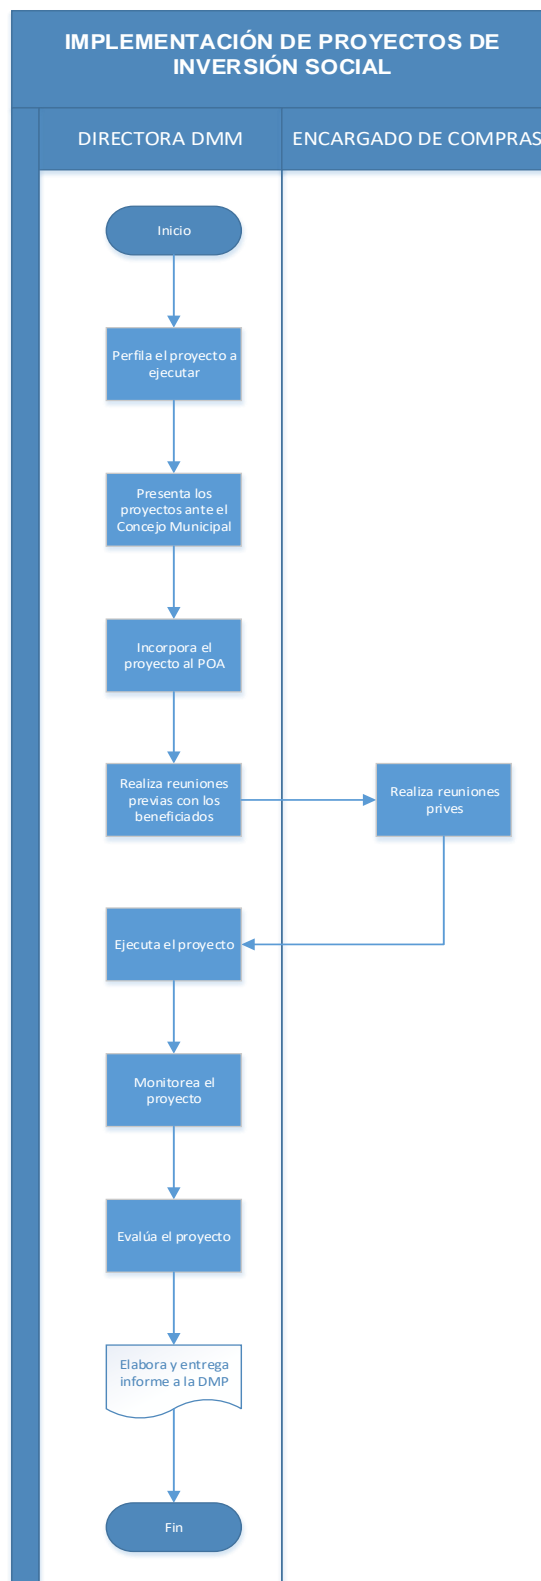 IMPLEMENTACIÓN DE PROYECTOS DE
INVERSIÓN SOCIAL
DIRECTORA DMM
ENCARGADO DE COMPRAS
Inicio
Perfila el proyecto a
ejecutar
Presenta los
proyectos ante el
Concejo Municipal
Incorpora el
proyecto al POA
Realiza reuniones
previas con los
beneficiados
Realiza reuniones
prives
Ejecuta el proyecto
Monitorea el
proyecto
Evalúa el proyecto
Elabora y entrega
informe a la DMP
Fin